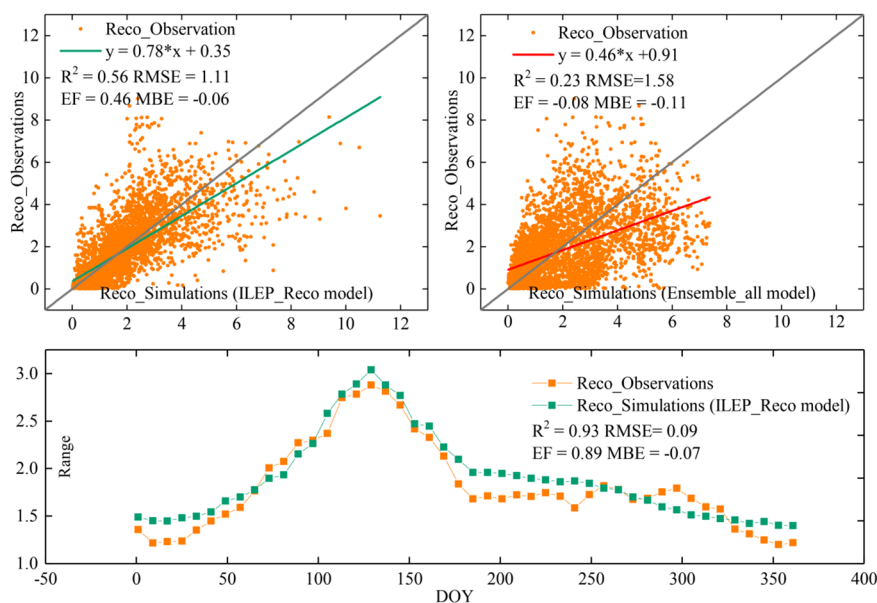 Reco_Observation
y = 0.78*x + 0.35
R² = 0.56 RMSE = 1.11
EF = 0.46 MBE = -0.06
Reco_Observations
12
10
8
6
4
2
0
Reco_Simulations (ILEP_Reco model)
0 2 4 6 8 10 12
Reco_Observation
y = 0.46*x +0.91
R² = 0.23 RMSE=1.58
EF = -0.08 MBE = -0.11
Reco_Observations
12
10
8
6
4
2
0
Reco_Simulations (Ensemble_all model)
0 2 4 6 8 10 12
Reco_Observations
Reco_Simulations (ILEP_Reco model)
R² = 0.93 RMSE= 0.09
EF = 0.89 MBE = -0.07
Range
3.0
2.5
2.0
1.5
1.0
-50 0 50 100 150 200 250 300 350 400
DOY